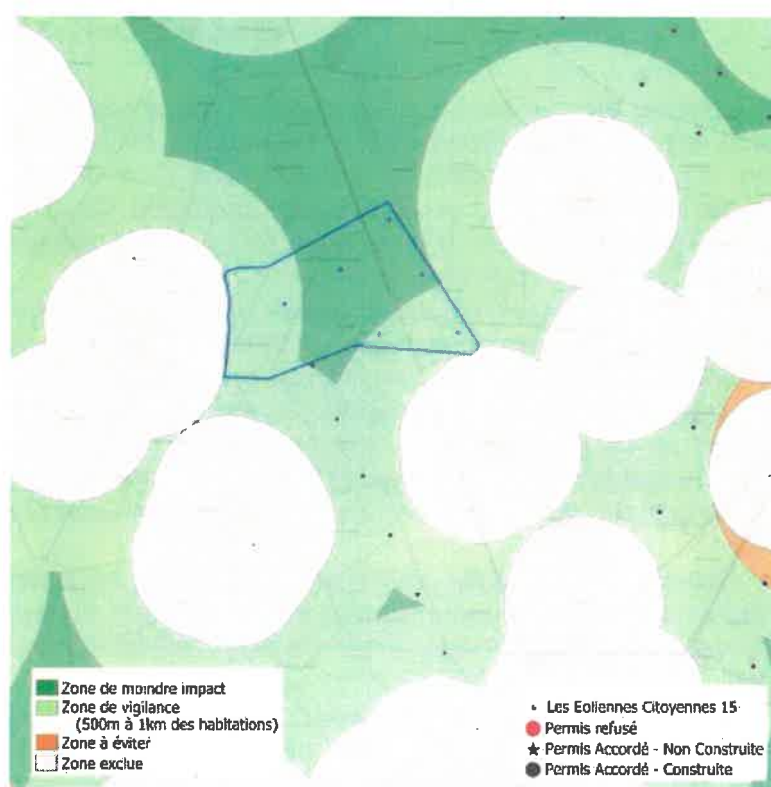 Zone de moindre impact
Zone de vigilance
(500m à 1km des habitations)
Zone à éviter
Zone exclue
Les Eoliennes Citoyennes 15
Permis refusé
Permis Accordé - Non Construite
Permis Accordé - Construite